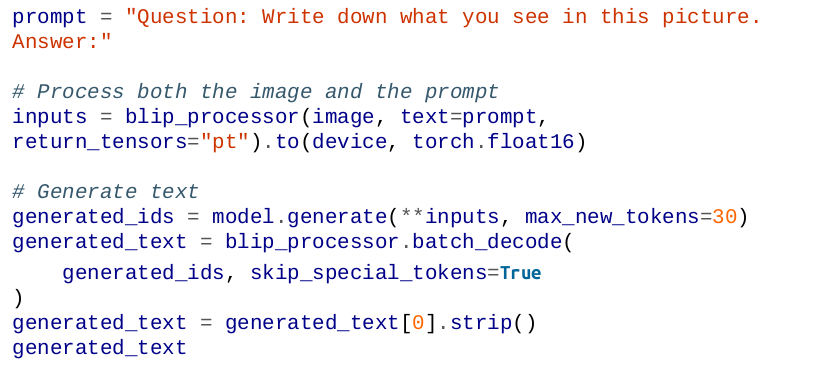 prompt = "Question: Write down what you see in this picture.
Answer:"
# Process both the image and the prompt
inputs = blip_processor(image, text=prompt,
return_tensors="pt").to(device, torch.float16)
# Generate text
generated_ids = model.generate(**inputs, max_new_tokens=30)
generated_text = blip_processor.batch_decode(
    generated_ids, skip_special_tokens=True
)
generated_text = generated_text[0].strip()
generated_text